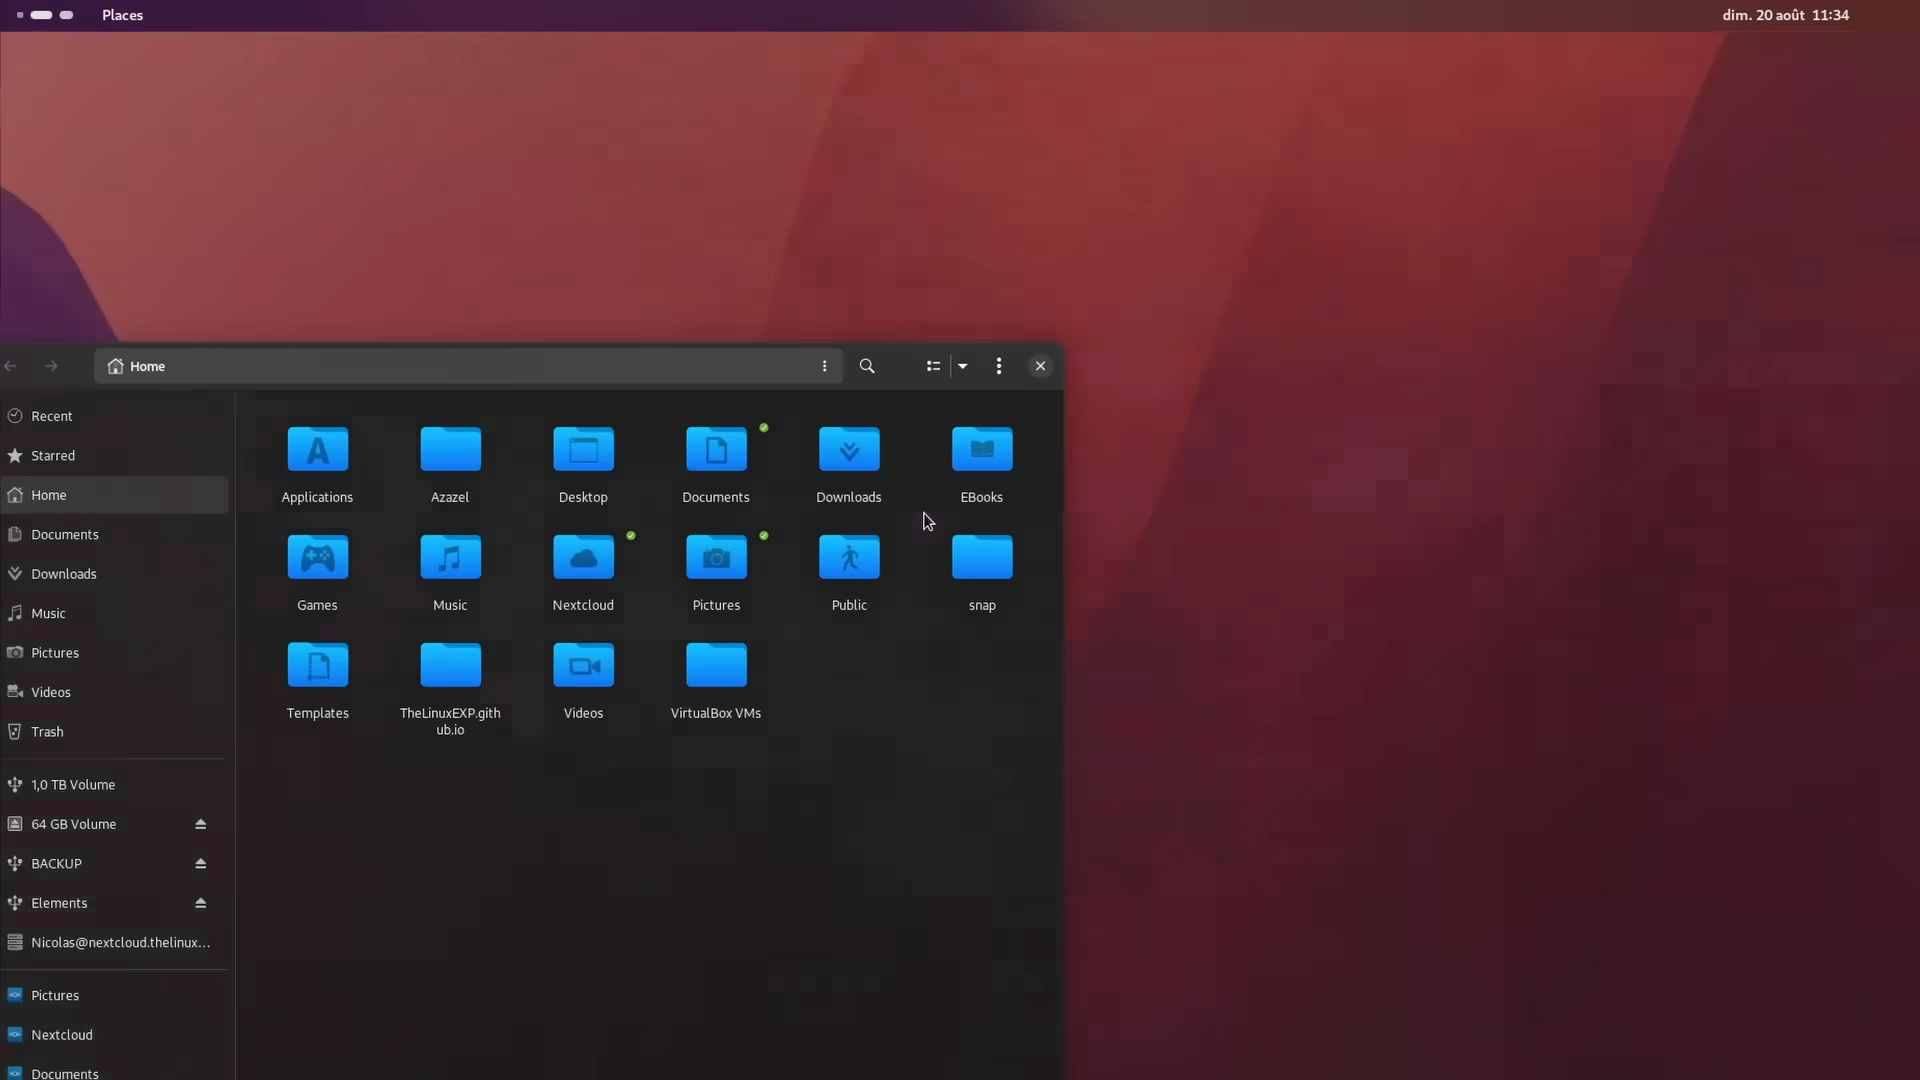 Places
dim. 20 août 11:34
Home
Recent
Starred
Home
Documents
Downloads
Music
Pictures
Videos
Trash
1,0 TB Volume
64 GB Volume
BACKUP
Elements
Nicolas@nextcloud.thelinux...
Pictures
Nextcloud
Documents
Applications
Azazel
Desktop
Documents
Downloads
EBooks
Games
Music
Nextcloud
Pictures
Public
snap
Templates
TheLinuxEXP.gith
ub.io
Videos
VirtualBox VMs